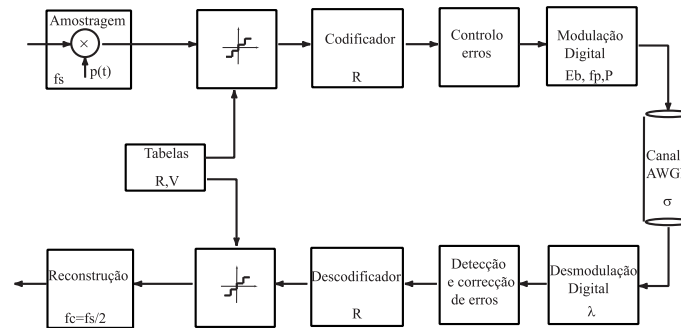 Amostragem
×
fs
p(t)
Codificador
R
Controlo
erros
Modulação
Digital
Eb, fp,P
Tabelas
R,V
Canal
AWG
σ
Reconstrução
fc=fs/2
Descodificador
R
Detecção
e correcção
de erros
Desmodulação
Digital
λ